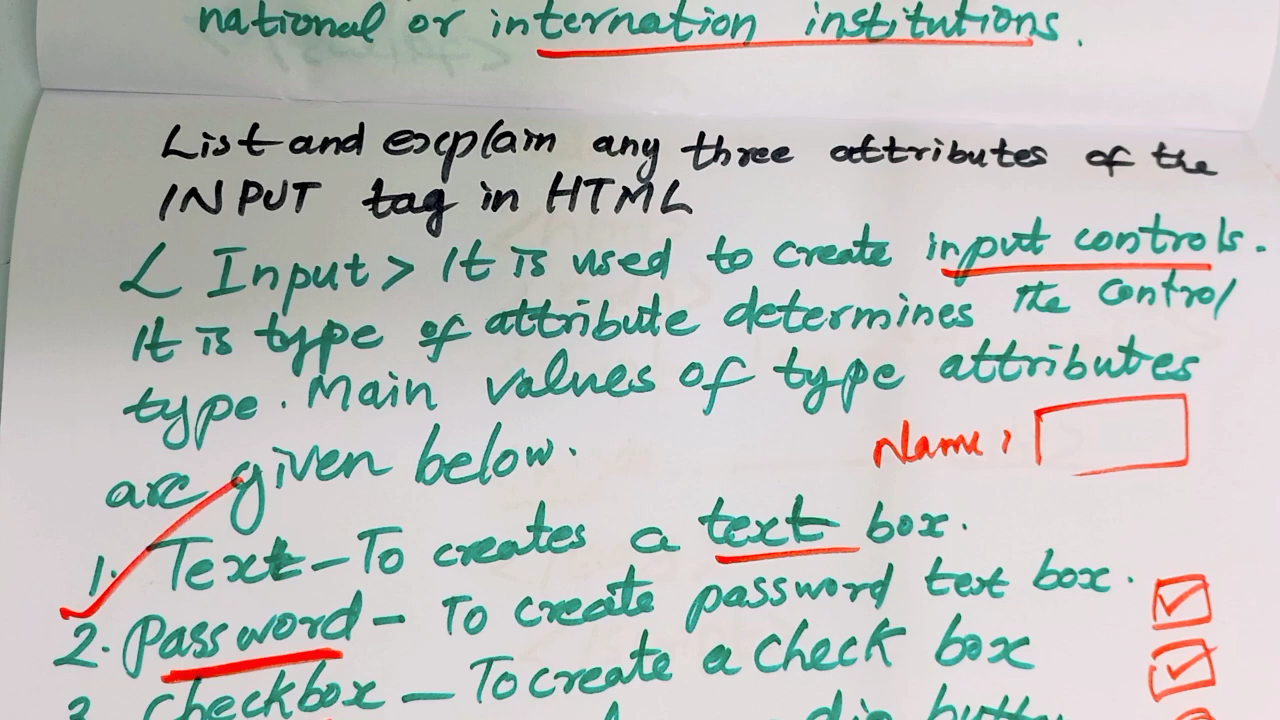 national or internation institutions.
List and explain any three attributes of the
INPUT tag in HTML
< Input> It is used to create input controls.
It is type of attribute determines the control
type. Main values of type attributes
are given below.
Name:
1. Text - To creates a text box.
2. Password - To create password text box.
3. Checkbox - To create a check box
button